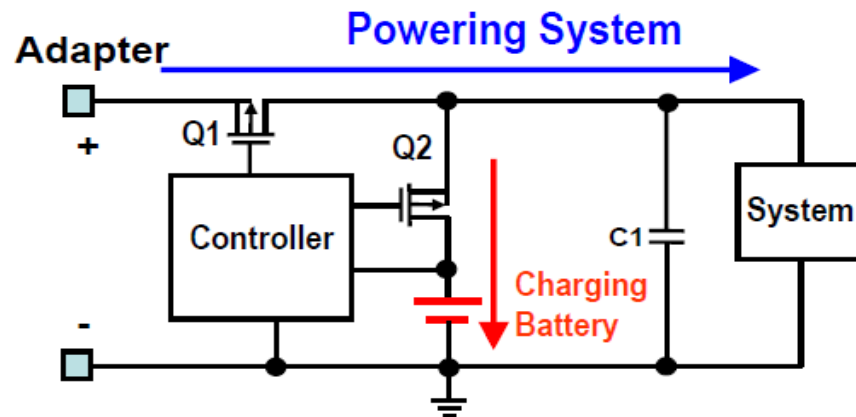 Powering System
Adapter
+
Q1
Q2
Controller
C1
System
Charging
Battery
-